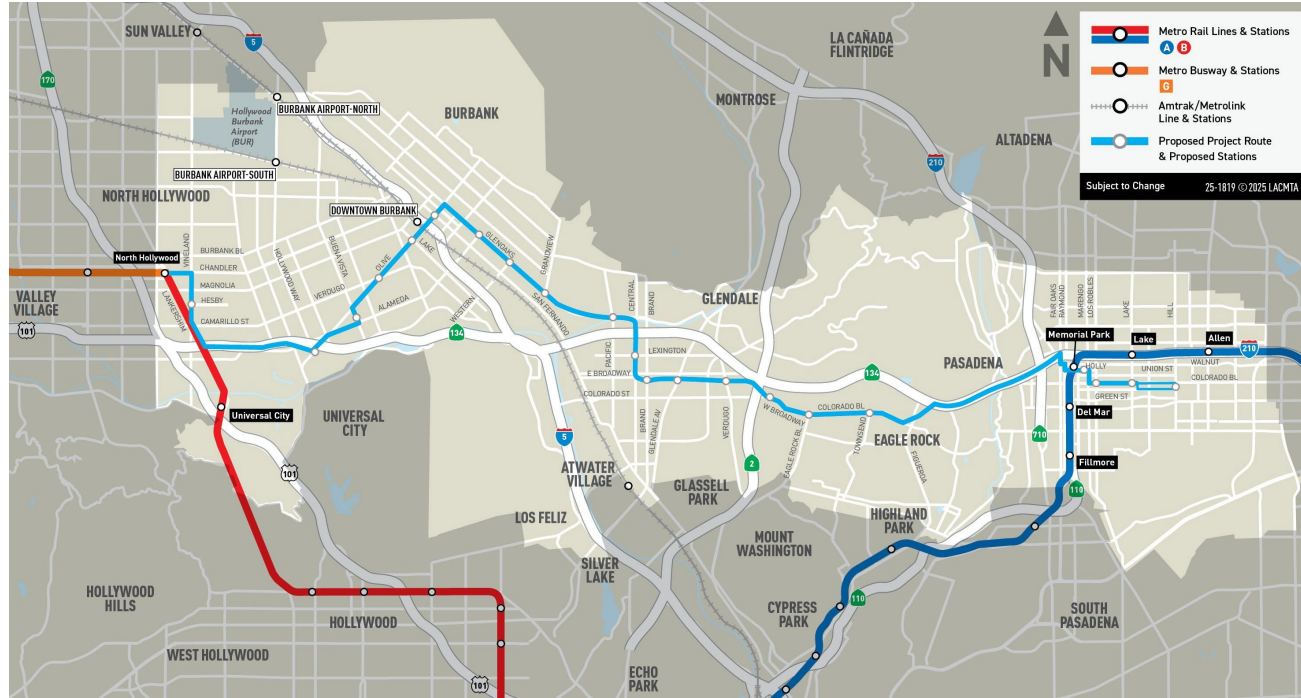 SUN VALLEY
5
170
Hollywood
Burbank
Airport
(BUR)
BURBANK AIRPORT-NORTH
BURBANK
BURBANK AIRPORT-SOUTH
NORTH HOLLYWOOD
DOWNTOWN BURBANK
MONTROSE
LA CAÑADA
FLINTRIDGE
N
210
ALTADENA
Metro Rail Lines & Stations
A B
Metro Busway & Stations
G
Amtrak/Metrolink
Line & Stations
Proposed Project Route
& Proposed Stations
Subject to Change
25-1819 © 2025 LACMTA
North Hollywood
VINELAND
BURBANK BL
CHANDLER
MAGNOLIA
HESBY
CAMARILLO ST
LANKERSHIM
HOLLYWOOD WAY
BUENA VISTA
VERDUGO
OLIVE
ALAMEDA
LAKE
WESTERN
GLENOAKS
GRANDVIEW
SAN FERNANDO
134
VALLEY
VILLAGE
101
Universal City
UNIVERSAL
CITY
101
CENTRAL
BRAND
GLENDALE
PACIFIC
LEXINGTON
E BROADWAY
COLORADO ST
BRAND
GLENDALE AV
VERDUGO
W BROADWAY
EAGLE ROCK BL
COLORADO BL
TOWNSEND
FIGUEROA
134
EAGLE ROCK
PASADENA
FAIR OAKS
RAYMOND
MARENGO
LOS ROBLES
LAKE
HILL
Memorial Park
Lake
Allen
210
HOLLY
WALNUT
UNION ST
COLORADO BL
GREEN ST
Del Mar
710
Fillmore
110
5
2
ATWATER
VILLAGE
GLASSELL
PARK
LOS FELIZ
SILVER
LAKE
MOUNT
WASHINGTON
HIGHLAND
PARK
CYPRESS
PARK
110
SOUTH
PASADENA
HOLLYWOOD
HILLS
HOLLYWOOD
WEST HOLLYWOOD
101
ECHO
PARK